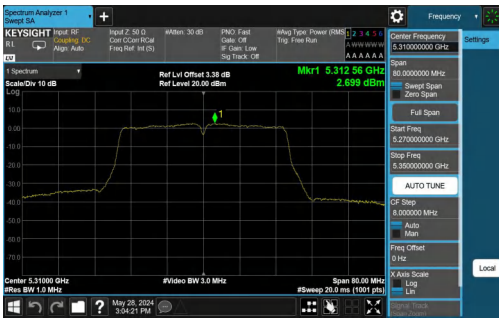 Spectrum Analyzer 1
Swept SA
+
Frequency
KEYSIGHT
Input: RF
Input Z: 50 Ω
#Atten: 30 dB
PNO: Fast
#Avg Type: Power (RMS
1 2 3 4 5 6
RL
Coupling: DC
Corr CCorr RCal
Gate: Off
Trig: Free Run
A WWWWW
Align: Auto
Freq Ref: Int (S)
IF Gain: Low
A A A A A A
Sig Track: Off
LV
Center Frequency
5.310000000 GHz
Settings
1 Spectrum
Ref Lvl Offset 3.38 dB
Mkr1 5.312 56 GHz
Scale/Div 10 dB
Ref Level 20.00 dBm
2.699 dBm
Log
Span
80.0000000 MHz
Swept Span
Zero Span
Full Span
Start Freq
5.270000000 GHz
Stop Freq
5.350000000 GHz
AUTO TUNE
CF Step
8.000000 MHz
Auto
Man
Freq Offset
0 Hz
X Axis Scale
Log
Lin
Local
Signal Track
10.0
0.00
-10.0
-20.0
-30.0
-40.0
-50.0
-60.0
-70.0
1
Center 5.31000 GHz
#Video BW 3.0 MHz
Span 80.00 MHz
#Res BW 1.0 MHz
#Sweep 20.0 ms (1001 pts)
?
May 28, 2024
3:04:21 PM